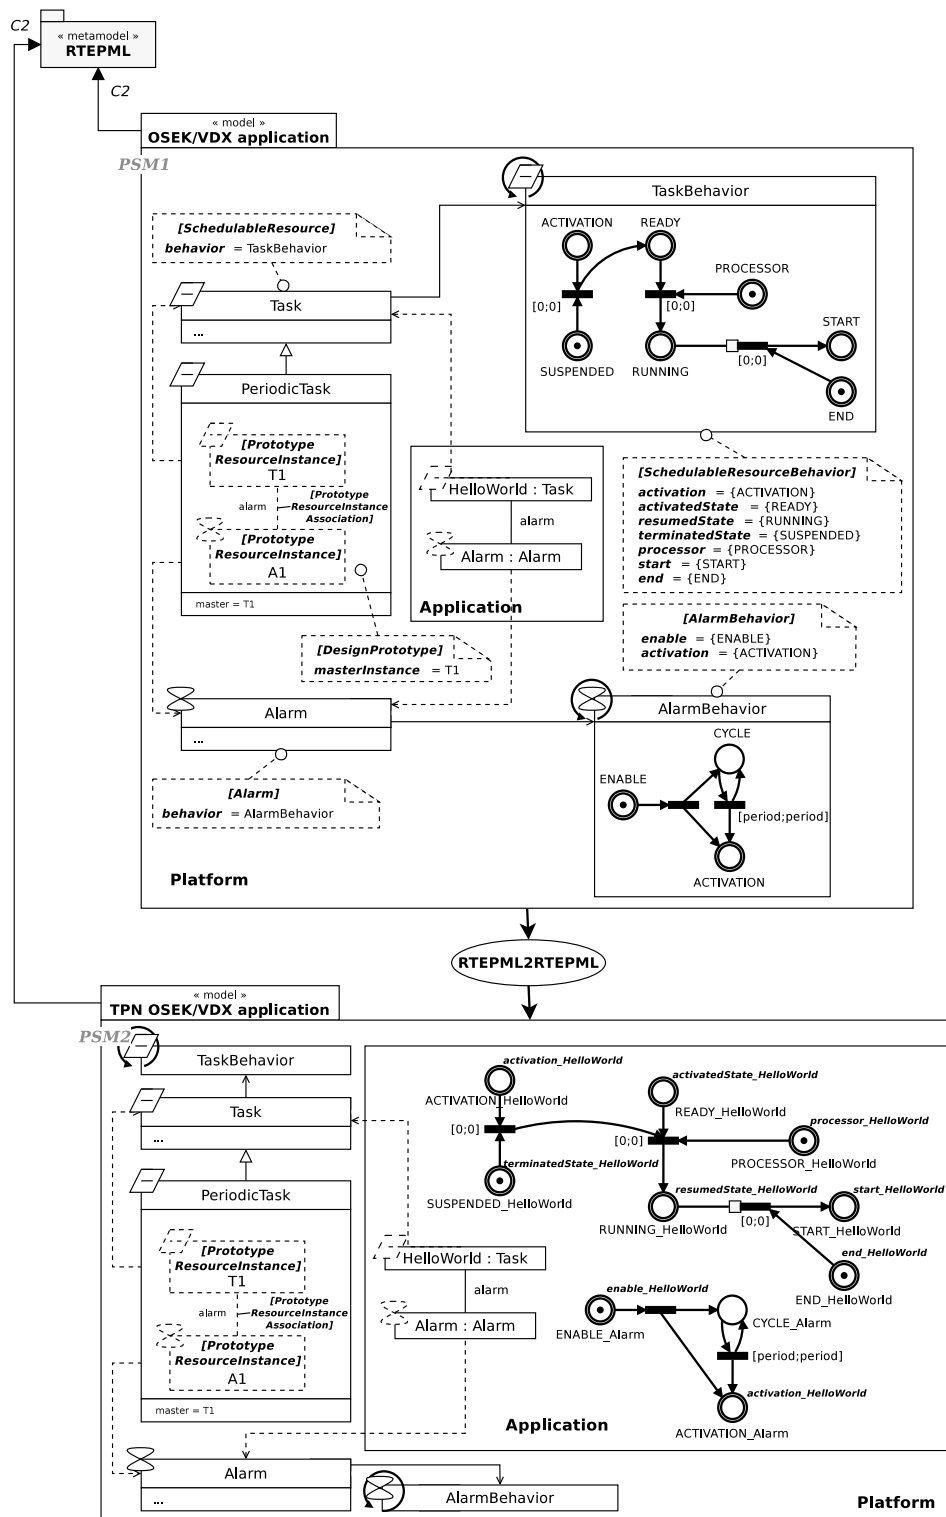 C2
« metamodel »
RTEPML
C2
« model »
OSEK/VDX application
PSM1
[SchedulableResource]
behavior = TaskBehavior
Task
...
PeriodicTask
[Prototype
ResourceInstance]
T1
alarm
[Prototype
ResourceInstance
Association]
[Prototype
ResourceInstance]
A1
master = T1
TaskBehavior
ACTIVATION
READY
PROCESSOR
[0;0]
[0;0]
START
SUSPENDED
RUNNING
[0;0]
END
HelloWorld : Task
alarm
Alarm : Alarm
Application
[SchedulableResourceBehavior]
activation = {ACTIVATION}
activatedState = {READY}
resumedState = {RUNNING}
terminatedState = {SUSPENDED}
processor = {PROCESSOR}
start = {START}
end = {END}
[AlarmBehavior]
enable = {ENABLE}
activation = {ACTIVATION}
[DesignPrototype]
masterInstance = T1
Alarm
...
[Alarm]
behavior = AlarmBehavior
AlarmBehavior
CYCLE
ENABLE
[period;period]
ACTIVATION
Platform
RTEPML2RTEPML
« model »
TPN OSEK/VDX application
PSM2
TaskBehavior
Task
...
PeriodicTask
[Prototype
ResourceInstance]
T1
alarm
[Prototype
ResourceInstance
Association]
[Prototype
ResourceInstance]
A1
master = T1
Alarm
...
AlarmBehavior
HelloWorld : Task
alarm
Alarm : Alarm
activation_HelloWorld
ACTIVATION_HelloWorld
activatedState_HelloWorld
READY_HelloWorld
[0;0]
[0;0]
processor_HelloWorld
PROCESSOR_HelloWorld
terminatedState_HelloWorld
SUSPENDED_HelloWorld
resumedState_HelloWorld
RUNNING_HelloWorld
[0;0]
start_HelloWorld
START_HelloWorld
end_HelloWorld
END_HelloWorld
enable_HelloWorld
ENABLE_Alarm
CYCLE_Alarm
[period;period]
activation_HelloWorld
ACTIVATION_Alarm
Application
Platform